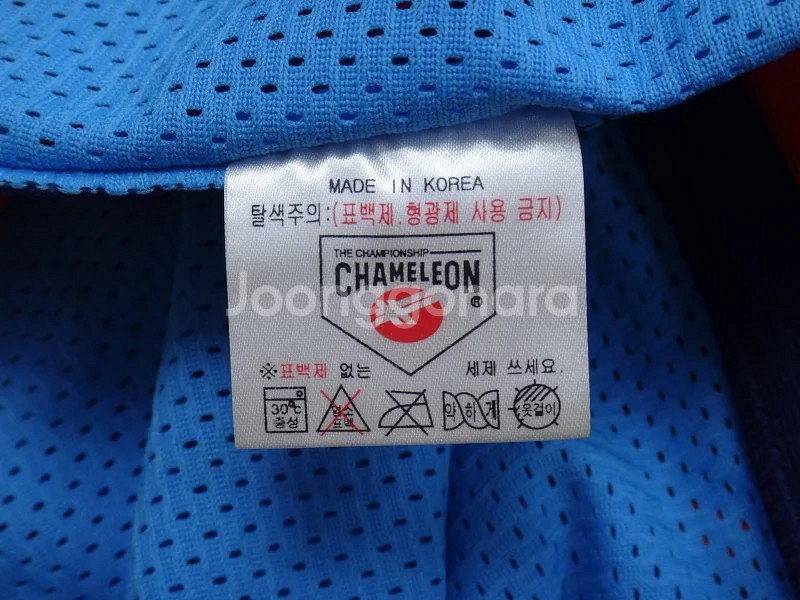 MADE IN KOREA
탈색주의:(표백제.형광제 사용 금지)
THE CHAMPIONSHIP
CHAMELEON
®
Joonggonara
※표백제 없는 세제 쓰세요.
30℃ 중성
염소 표백
약하게
옷걸이